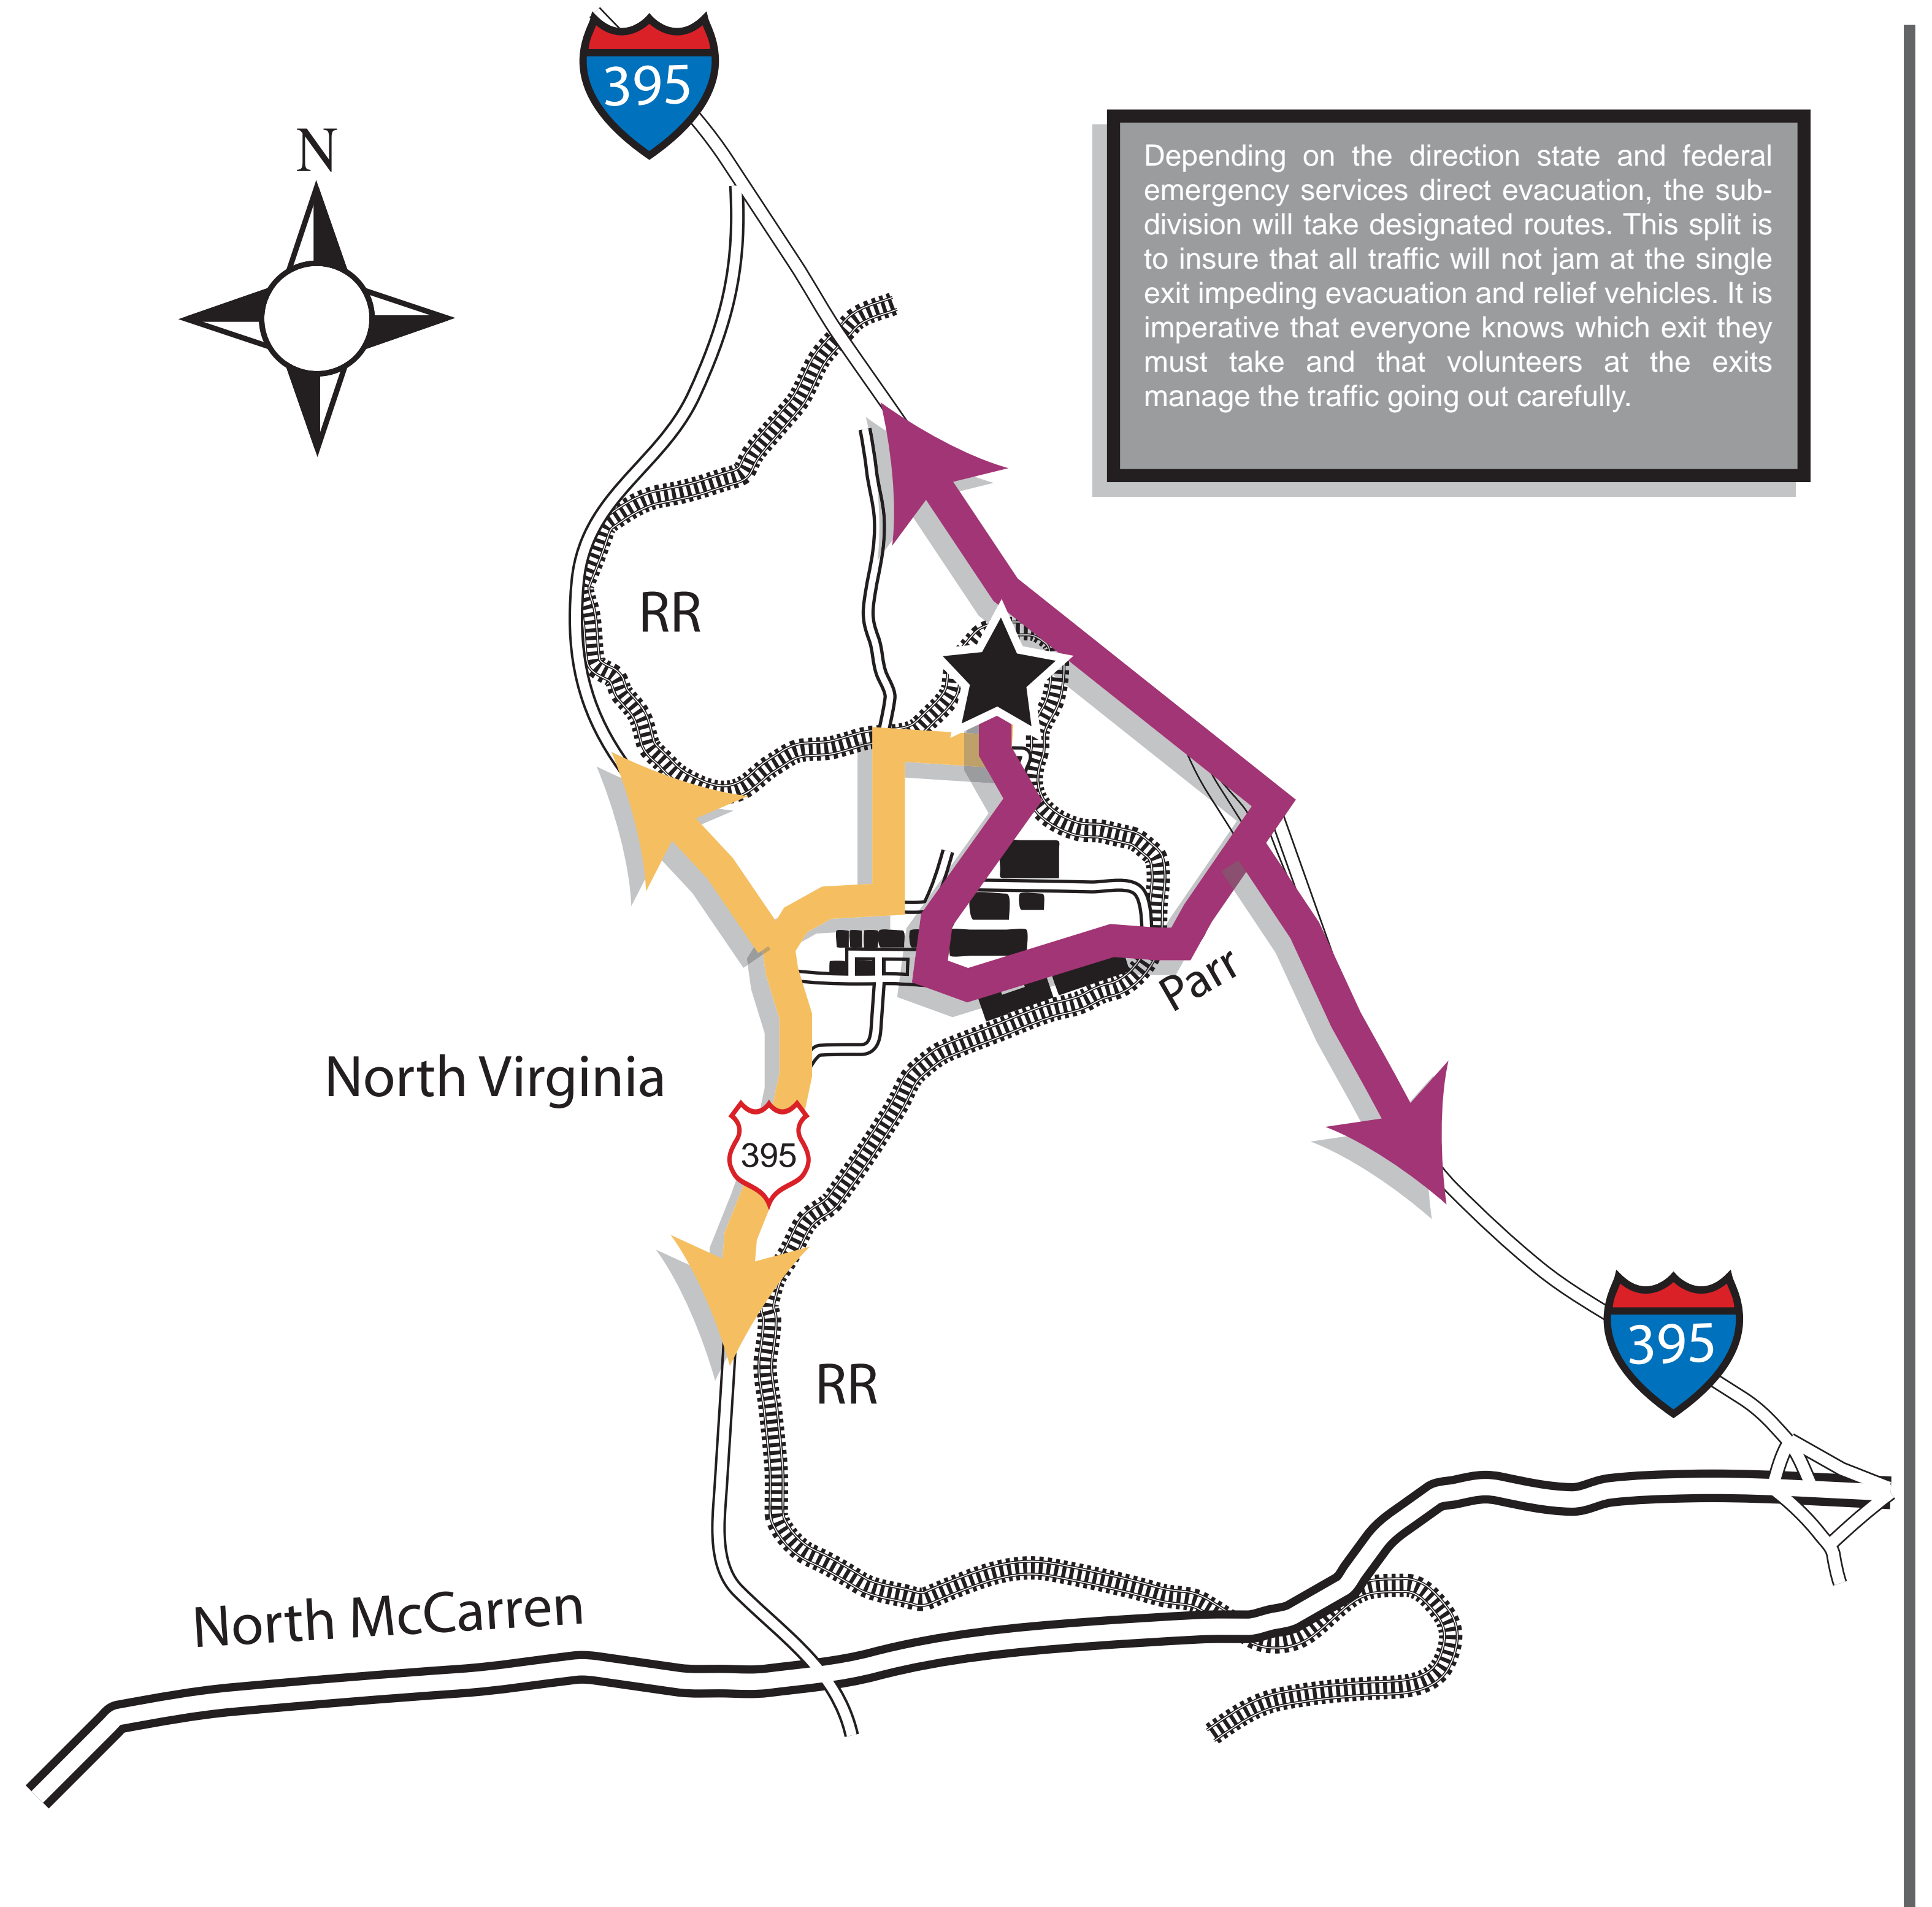 395
N
Depending on the direction state and federal
emergency services direct evacuation, the sub-
division will take designated routes. This split is
to insure that all traffic will not jam at the single
exit impeding evacuation and relief vehicles. It is
imperative that everyone knows which exit they
must take and that volunteers at the exits
manage the traffic going out carefully.
RR
Parr
North Virginia
395
395
RR
North McCarren